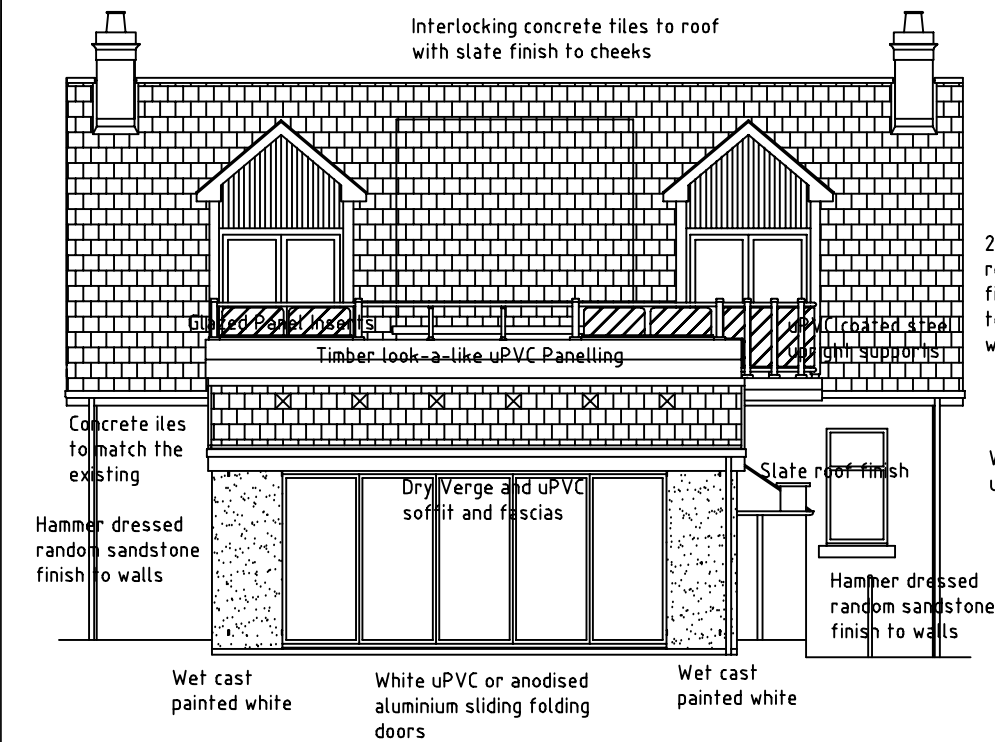 Interlocking concrete tiles to roof
with slate finish to cheeks
2
r
fi
t
w
Glazed Panel Inserts
uPVC coated steel
upright supports
Timber look-a-like uPVC Panelling
Concrete iles
to match the
existing
W
u
Slate roof finish
Dry Verge and uPVC
soffit and fascias
Hammer dressed
random sandstone
finish to walls
Hammer dressed
random sandstone
finish to walls
Wet cast
painted white
White uPVC or anodised
aluminium sliding folding
doors
Wet cast
painted white